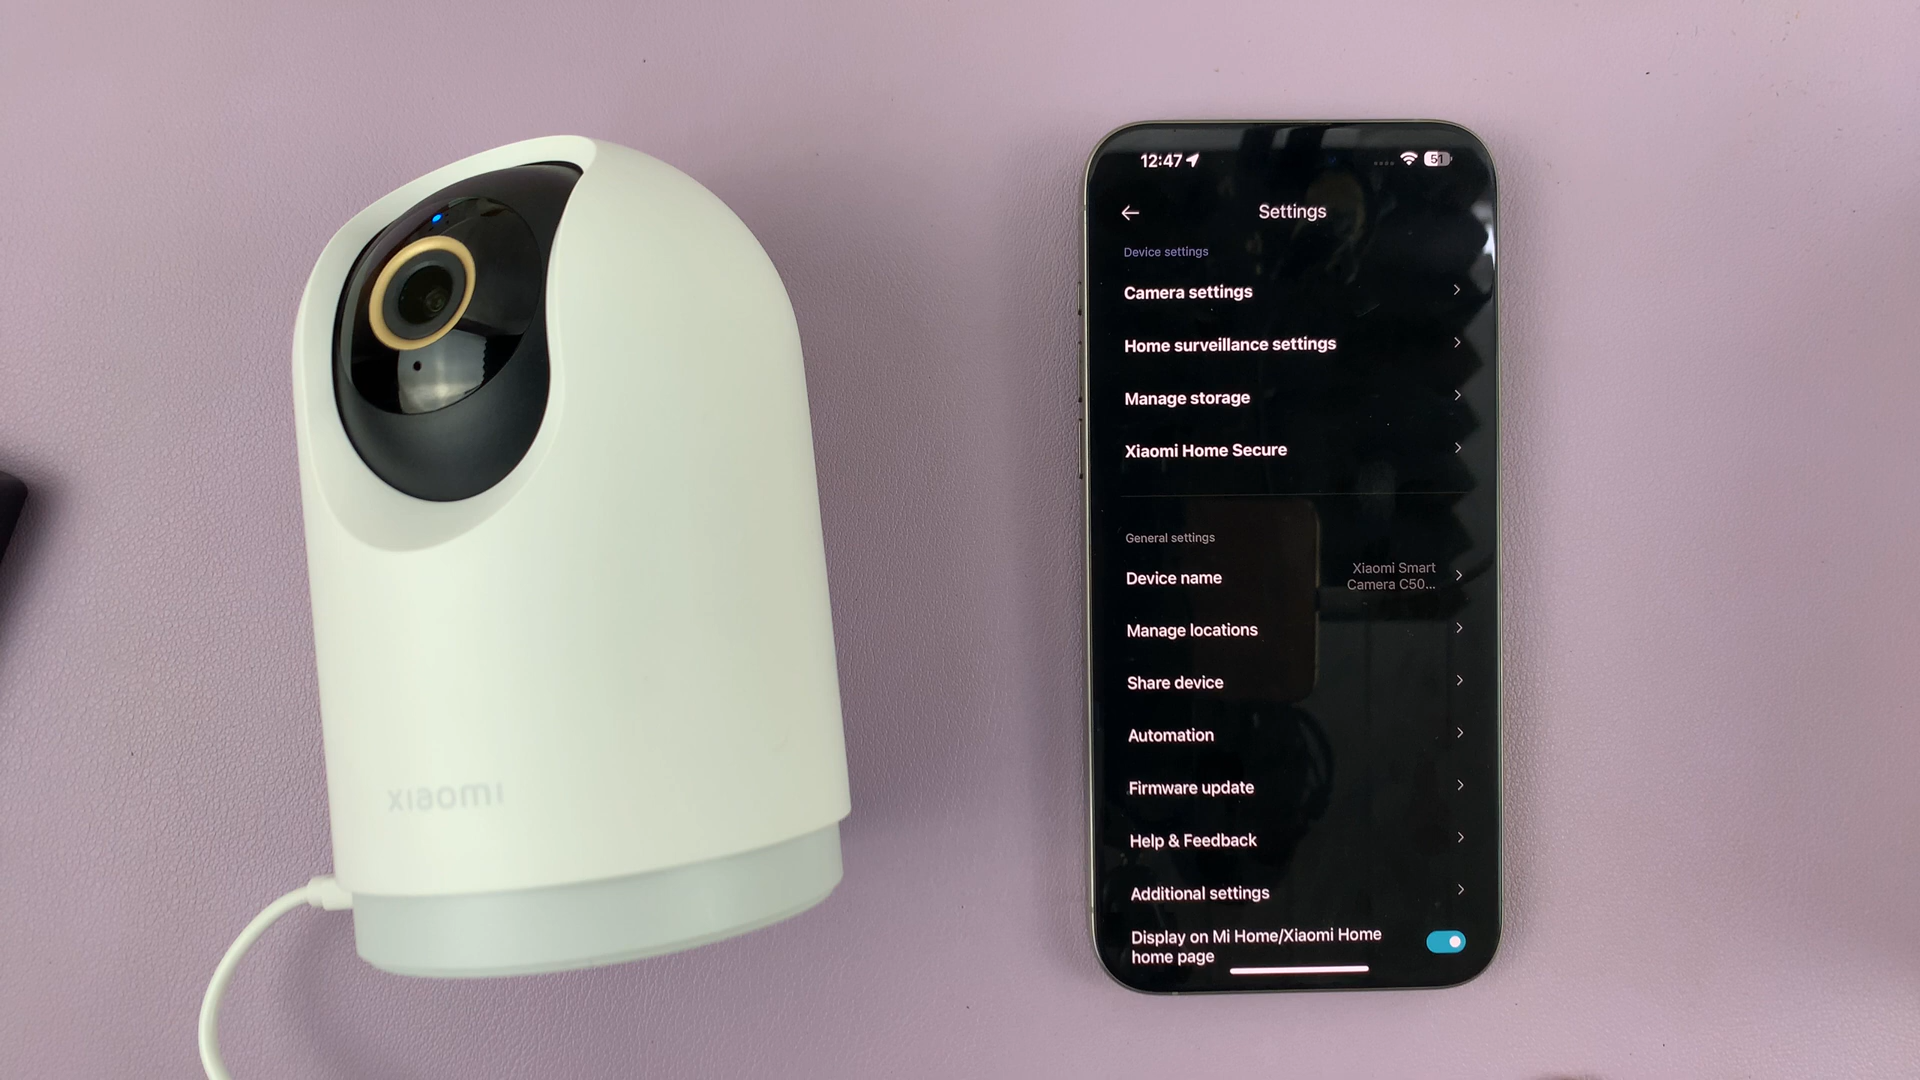 xiaomi
12:47
51
Settings
Device settings
Camera settings
Home surveillance settings
Manage storage
Xiaomi Home Secure
General settings
Device name
Xiaomi Smart
Camera C50...
Manage locations
Share device
Automation
Firmware update
Help & Feedback
Additional settings
Display on Mi Home/Xiaomi Home
home page